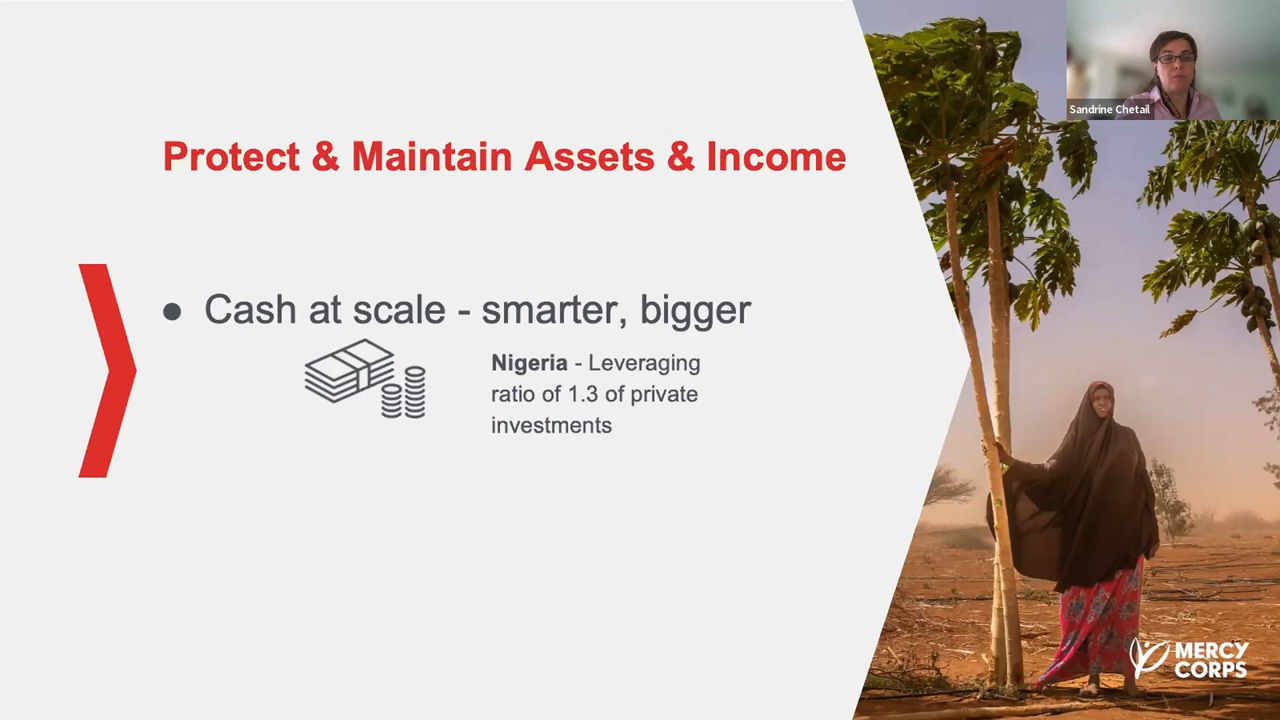 Sandrine Chetail
Protect & Maintain Assets & Income
● Cash at scale - smarter, bigger
Nigeria - Leveraging
ratio of 1.3 of private
investments
MERCY
CORPS